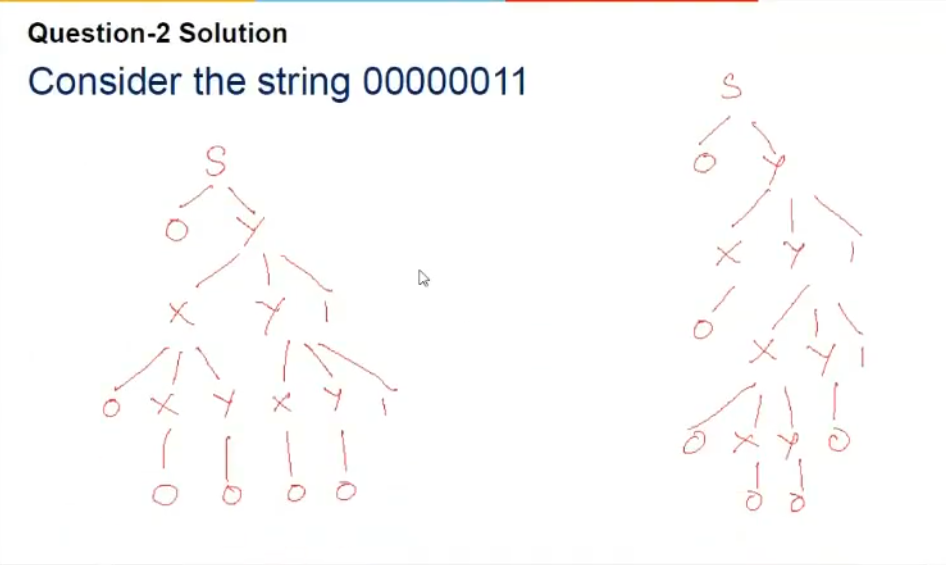 Question-2 Solution
Consider the string 00000011
S
0 Y
X Y 1
0 X Y X Y 1
0 0 0 0
S
0 Y
X Y 1
0 X Y 1
0 X Y 0
0 0